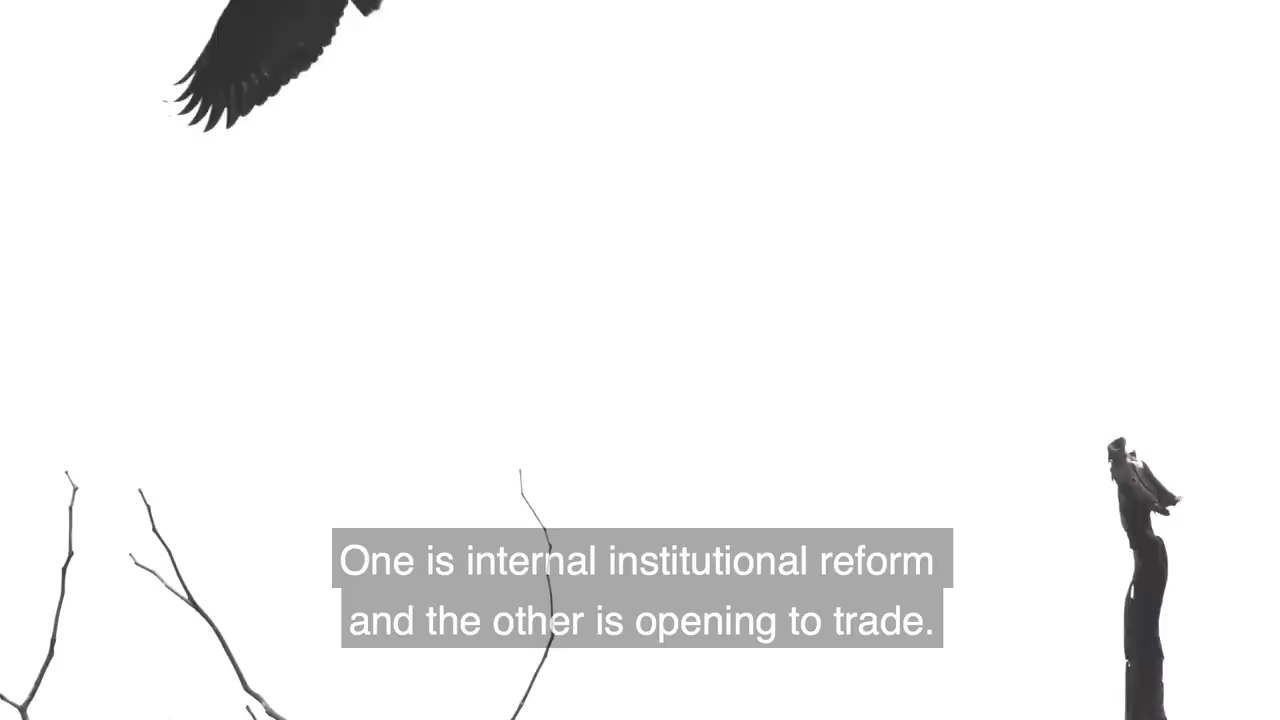 One is internal institutional reform
and the other is opening to trade.